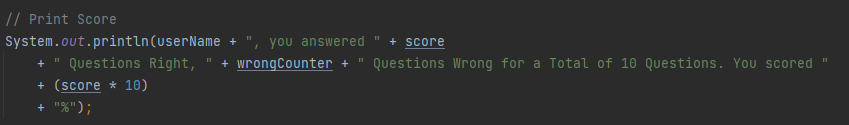 // Print Score
System.out.println(userName + ", you answered " + score
+ " Questions Right, " + wrongCounter + " Questions Wrong for a Total of 10 Questions. You scored "
+ (score * 10)
+ "%");